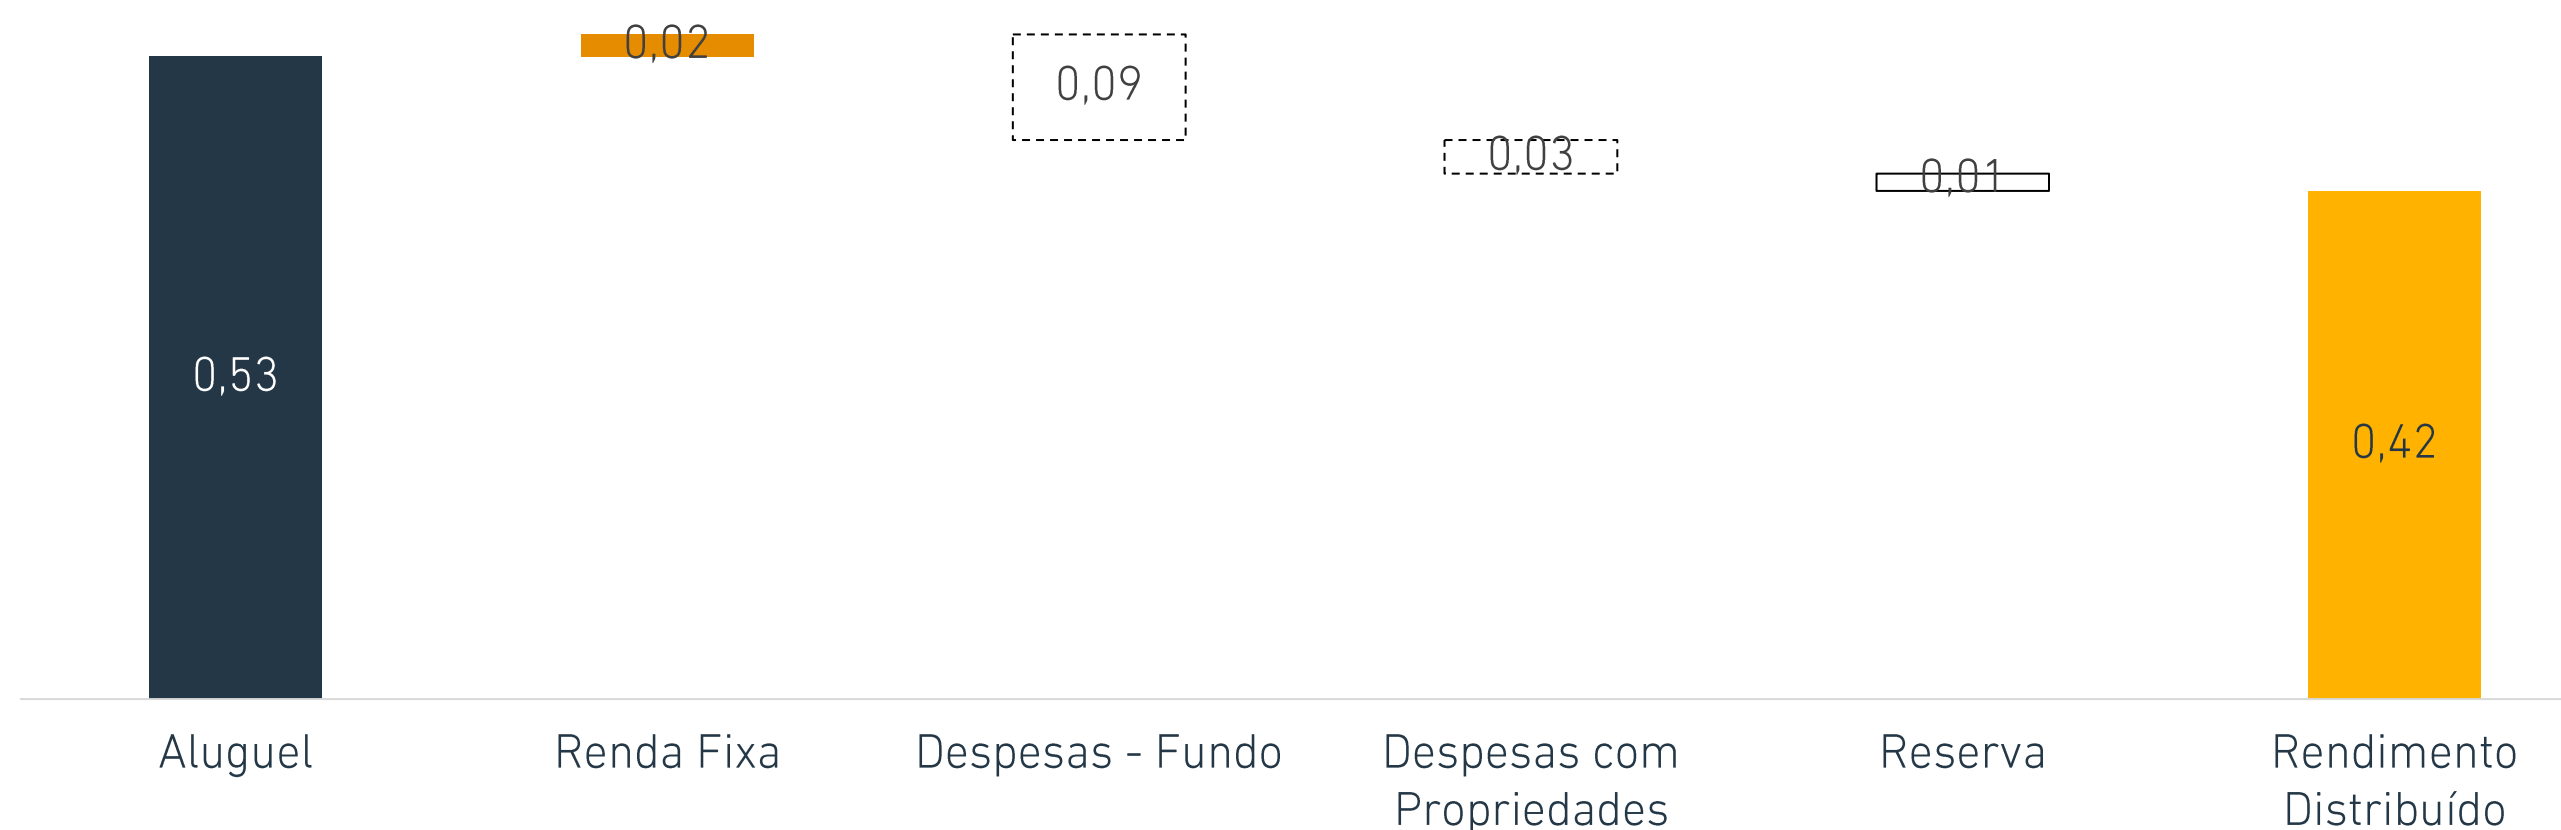 0,02
0,09
0,03
0,01
0,53
0,42
Aluguel
Renda Fixa
Despesas - Fundo
Despesas com
Propriedades
Reserva
Rendimento
Distribuído